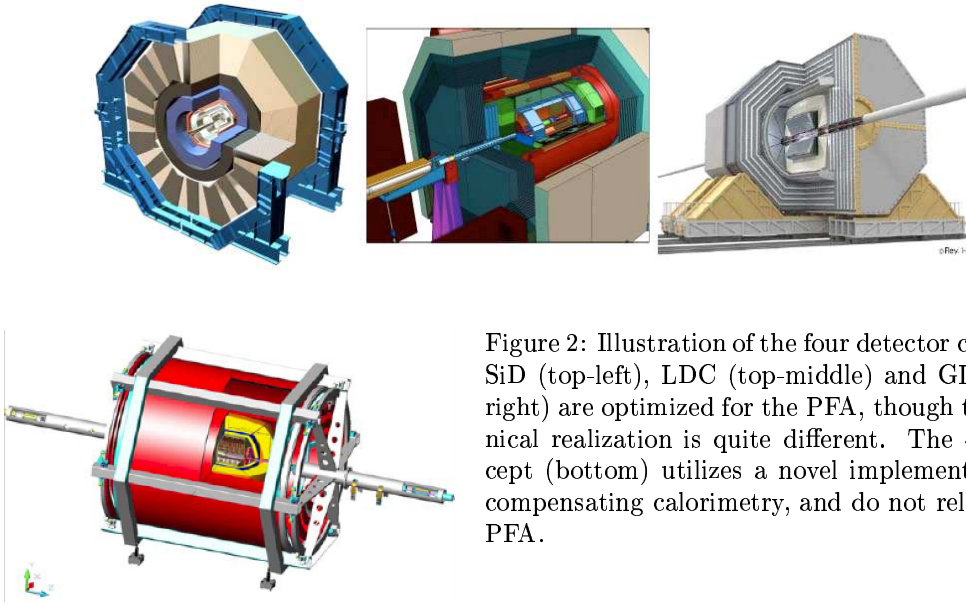 ©Rey. H
Figure 2: Illustration of the four detector c
SiD (top-left), LDC (top-middle) and GI
right) are optimized for the PFA, though t
nical realization is quite different. The
cept (bottom) utilizes a novel implement
compensating calorimetry, and do not rel
PFA.
Y
X
Z